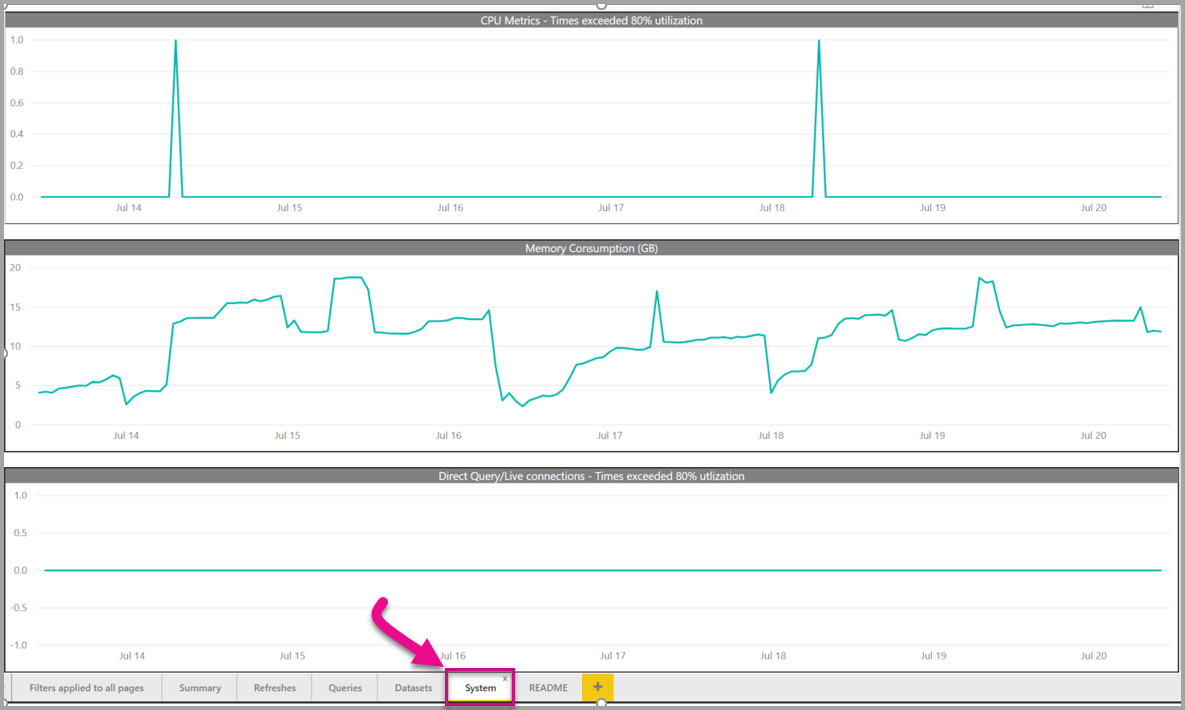 CPU Metrics - Times exceeded 80% utilization
1.0
0.8
0.6
0.4
0.2
0.0
Jul 14 Jul 15 Jul 16 Jul 17 Jul 18 Jul 19 Jul 20
Memory Consumption (GB)
20
15
10
5
0
Jul 14 Jul 15 Jul 16 Jul 17 Jul 18 Jul 19 Jul 20
Direct Query/Live connections - Times exceeded 80% utlization
1.0
0.5
0.0
-0.5
-1.0
Jul 14 Jul 15 Jul 16 Jul 17 Jul 18 Jul 19 Jul 20
Filters applied to all pages Summary Refreshes Queries Datasets System x README +